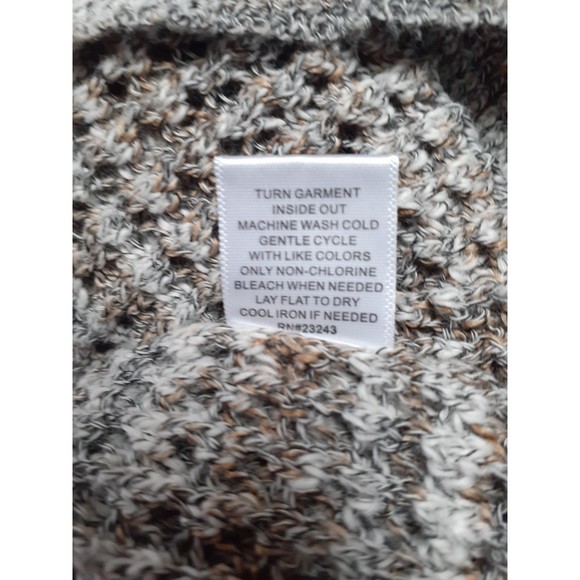 TURN GARMENT
INSIDE OUT
MACHINE WASH COLD
GENTLE CYCLE
WITH LIKE COLORS
ONLY NON-CHLORINE
BLEACH WHEN NEEDED
LAY FLAT TO DRY
COOL IRON IF NEEDED
RN#23243